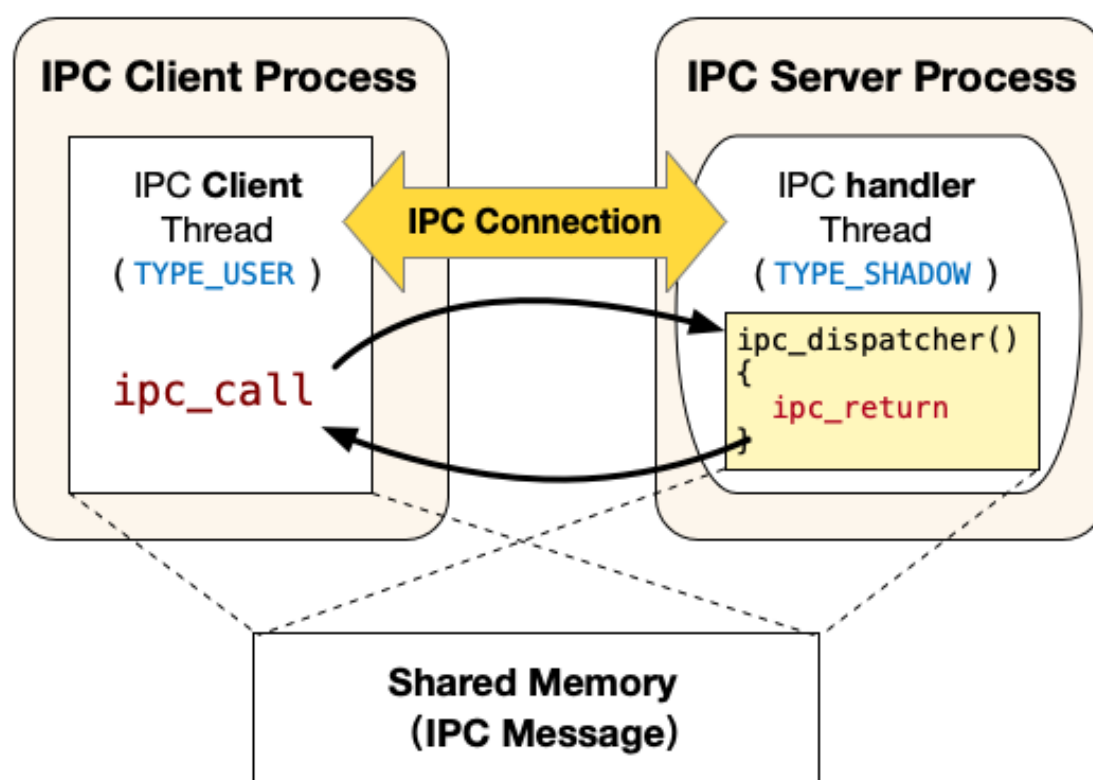 IPC Client Process
IPC Client
Thread
( TYPE_USER )
ipc_call
IPC Connection
IPC Server Process
IPC handler
Thread
( TYPE_SHADOW )
ipc_dispatcher()
{
ipc_return
}
Shared Memory
(IPC Message)